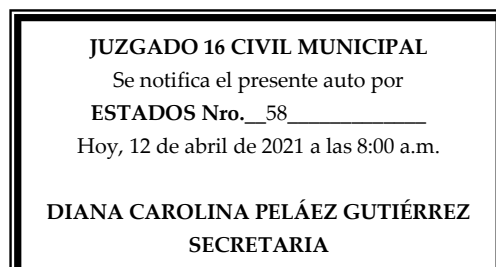 JUZGADO 16 CIVIL MUNICIPAL
Se notifica el presente auto por
ESTADOS Nro.__58_____________
Hoy, 12 de abril de 2021 a las 8:00 a.m.
DIANA CAROLINA PELÁEZ GUTIÉRREZ
SECRETARIA